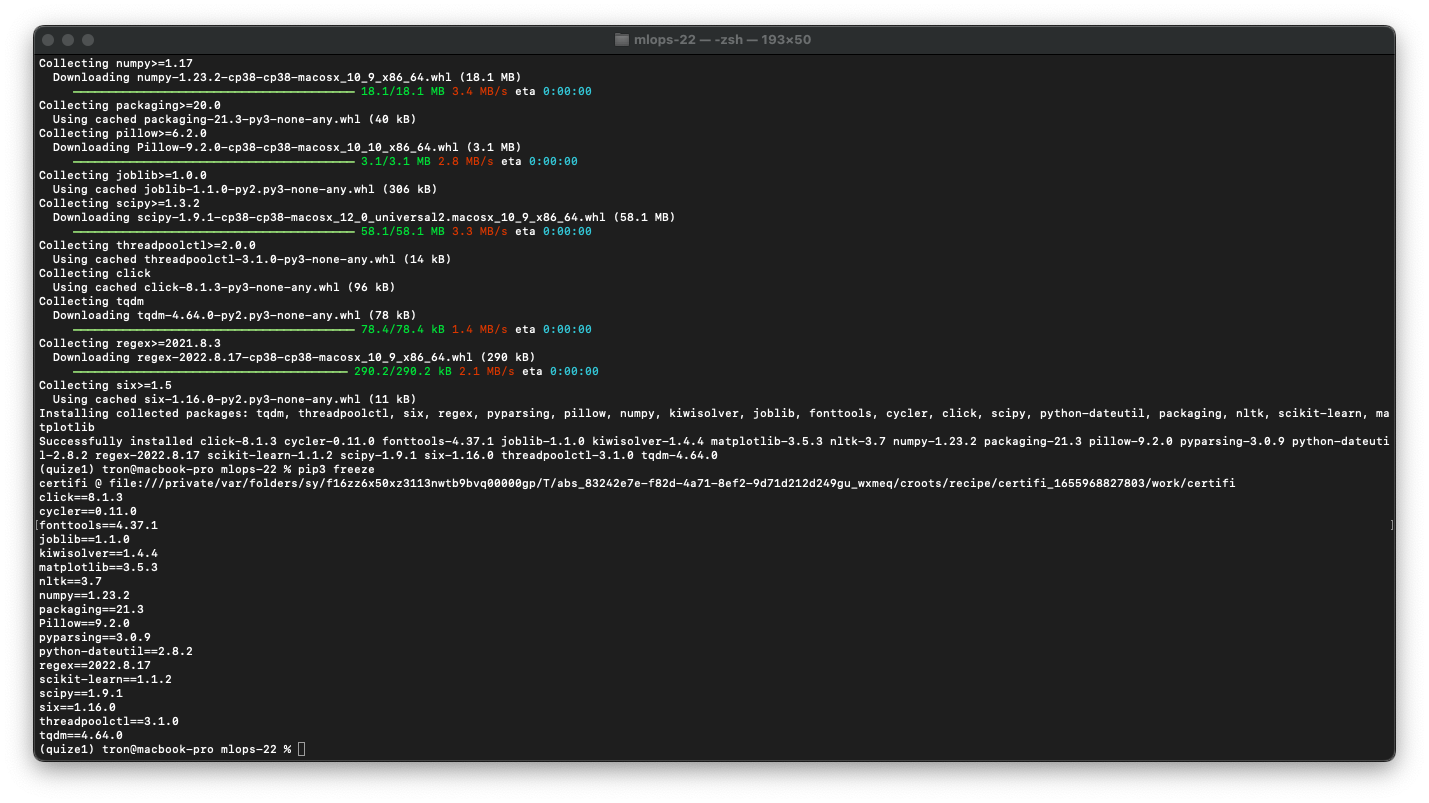 mlops-22 — -zsh — 193×50
Collecting numpy>=1.17
  Downloading numpy-1.23.2-cp38-cp38-macosx_10_9_x86_64.whl (18.1 MB)
     ━━━━━━━━━━━━━━━━━━━━━━━━━━━━━━━━━━━━━━━━ 18.1/18.1 MB 3.4 MB/s eta 0:00:00
Collecting packaging>=20.0
  Using cached packaging-21.3-py3-none-any.whl (40 kB)
Collecting pillow>=6.2.0
  Downloading Pillow-9.2.0-cp38-cp38-macosx_10_10_x86_64.whl (3.1 MB)
     ━━━━━━━━━━━━━━━━━━━━━━━━━━━━━━━━━━━━━━━━ 3.1/3.1 MB 2.8 MB/s eta 0:00:00
Collecting joblib>=1.0.0
  Using cached joblib-1.1.0-py2.py3-none-any.whl (306 kB)
Collecting scipy>=1.3.2
  Downloading scipy-1.9.1-cp38-cp38-macosx_12_0_universal2.macosx_10_9_x86_64.whl (58.1 MB)
     ━━━━━━━━━━━━━━━━━━━━━━━━━━━━━━━━━━━━━━━━ 58.1/58.1 MB 3.3 MB/s eta 0:00:00
Collecting threadpoolctl>=2.0.0
  Using cached threadpoolctl-3.1.0-py3-none-any.whl (14 kB)
Collecting click
  Using cached click-8.1.3-py3-none-any.whl (96 kB)
Collecting tqdm
  Downloading tqdm-4.64.0-py2.py3-none-any.whl (78 kB)
     ━━━━━━━━━━━━━━━━━━━━━━━━━━━━━━━━━━━━━━━━ 78.4/78.4 kB 1.4 MB/s eta 0:00:00
Collecting regex>=2021.8.3
  Downloading regex-2022.8.17-cp38-cp38-macosx_10_9_x86_64.whl (290 kB)
     ━━━━━━━━━━━━━━━━━━━━━━━━━━━━━━━━━━━━━━━ 290.2/290.2 kB 2.1 MB/s eta 0:00:00
Collecting six>=1.5
  Using cached six-1.16.0-py2.py3-none-any.whl (11 kB)
Installing collected packages: tqdm, threadpoolctl, six, regex, pyparsing, pillow, numpy, kiwisolver, joblib, fonttools, cycler, click, scipy, python-dateutil, packaging, nltk, scikit-learn, ma
tplotlib
Successfully installed click-8.1.3 cycler-0.11.0 fonttools-4.37.1 joblib-1.1.0 kiwisolver-1.4.4 matplotlib-3.5.3 nltk-3.7 numpy-1.23.2 packaging-21.3 pillow-9.2.0 pyparsing-3.0.9 python-dateuti
l-2.8.2 regex-2022.8.17 scikit-learn-1.1.2 scipy-1.9.1 six-1.16.0 threadpoolctl-3.1.0 tqdm-4.64.0
(quize1) tron@macbook-pro mlops-22 % pip3 freeze
certifi @ file:///private/var/folders/sy/f16zz6x50xz3113nwtb9bvq00000gp/T/abs_83242e7e-f82d-4a71-8ef2-9d71d212d249gu_wxmeq/croots/recipe/certifi_1655968827803/work/certifi
click==8.1.3
cycler==0.11.0
[fonttools==4.37.1 ]
joblib==1.1.0
kiwisolver==1.4.4
matplotlib==3.5.3
nltk==3.7
numpy==1.23.2
packaging==21.3
Pillow==9.2.0
pyparsing==3.0.9
python-dateutil==2.8.2
regex==2022.8.17
scikit-learn==1.1.2
scipy==1.9.1
six==1.16.0
threadpoolctl==3.1.0
tqdm==4.64.0
(quize1) tron@macbook-pro mlops-22 %